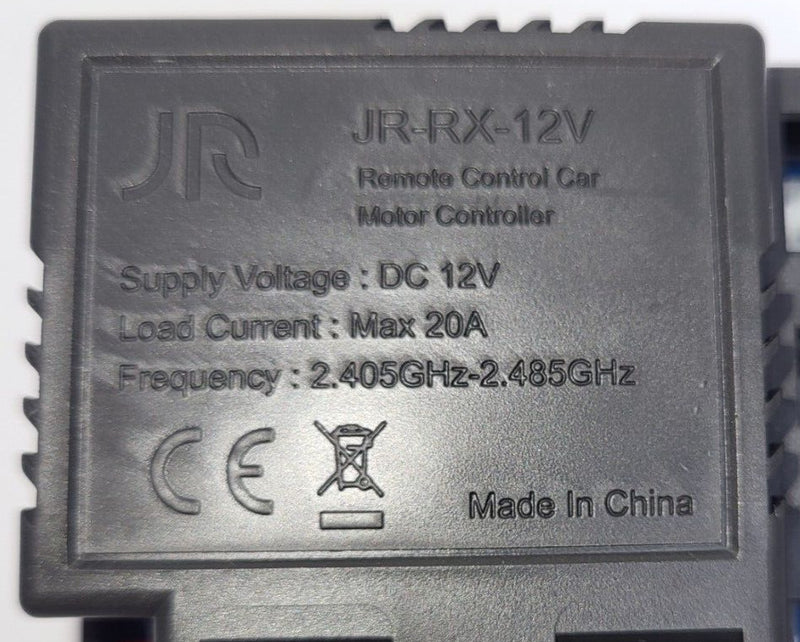 JR
JR-RX-12V
Remote Control Car
Motor Controller
Supply Voltage : DC 12V
Load Current : Max 20A
Frequency : 2.405GHz-2.485GHz
CE
Made In China